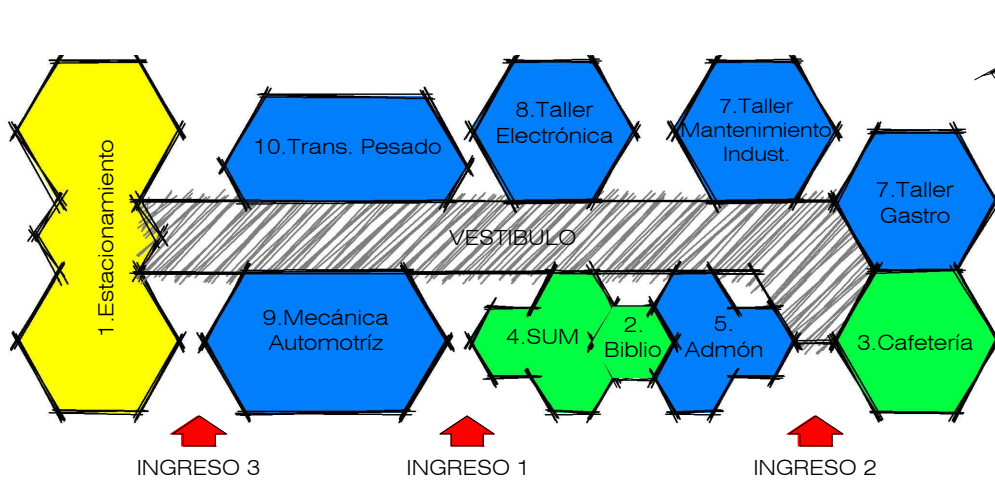 1.Estacionamiento
10.Trans. Pesado
8.Taller
Electrónica
7.Taller
Mantenimiento
Indust.
7.Taller
Gastro
VESTIBULO
9.Mecánica
Automotríz
4.SUM
2.
Biblio
5.
Admón
3.Cafetería
INGRESO 3
INGRESO 1
INGRESO 2